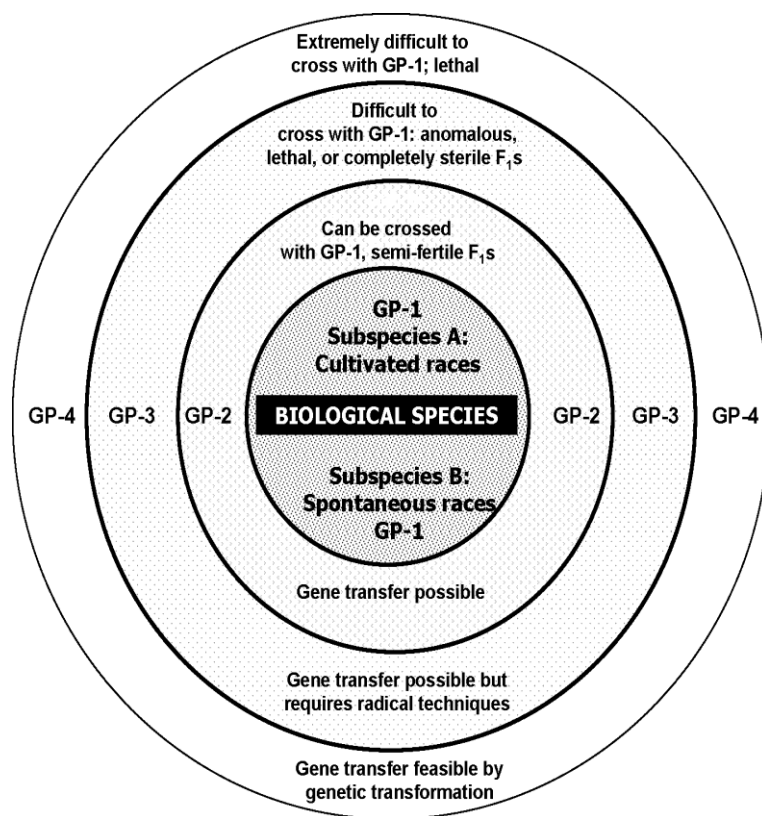 Extremely difficult to
cross with GP-1; lethal
Difficult to
cross with GP-1: anomalous,
lethal, or completely sterile F₁s
Can be crossed
with GP-1, semi-fertile F₁s
GP-1
Subspecies A:
Cultivated races
GP-4 GP-3 GP-2 BIOLOGICAL SPECIES GP-2 GP-3 GP-4
Subspecies B:
Spontaneous races
GP-1
Gene transfer possible
Gene transfer possible but
requires radical techniques
Gene transfer feasible by
genetic transformation